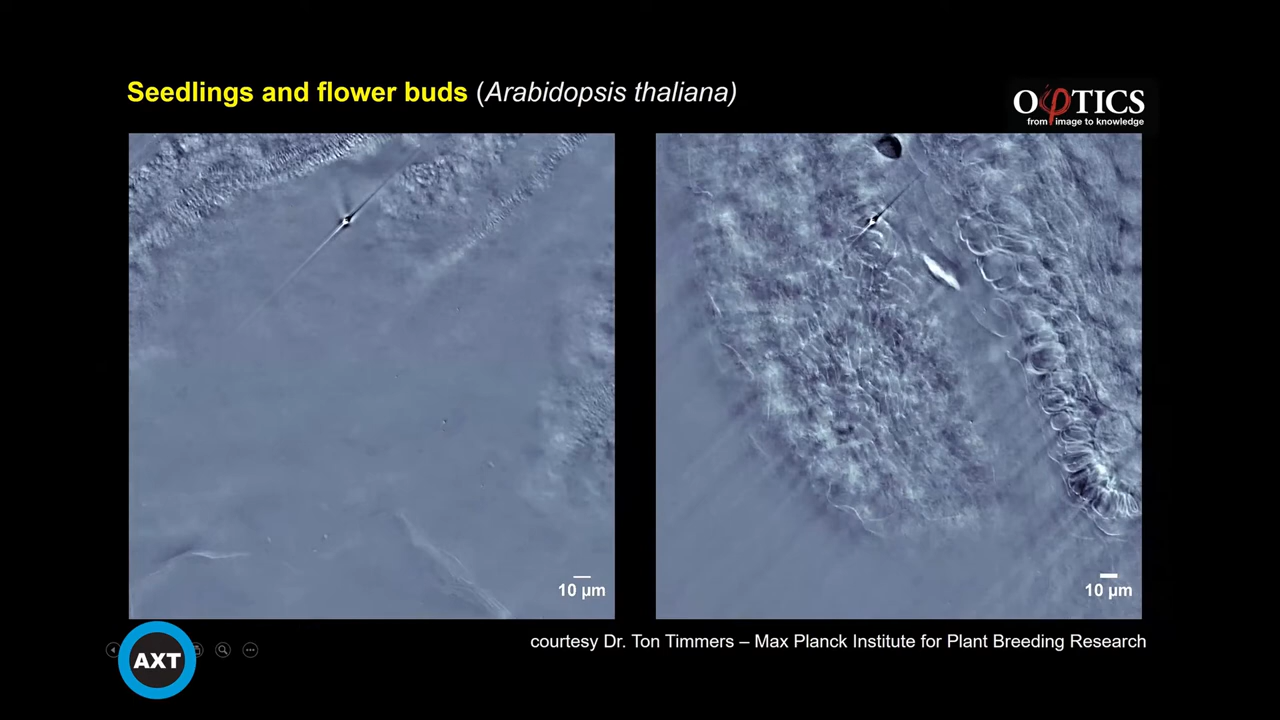 Seedlings and flower buds (Arabidopsis thaliana)
OφTICS
from image to knowledge
10 µm
10 µm
courtesy Dr. Ton Timmers – Max Planck Institute for Plant Breeding Research
AXT